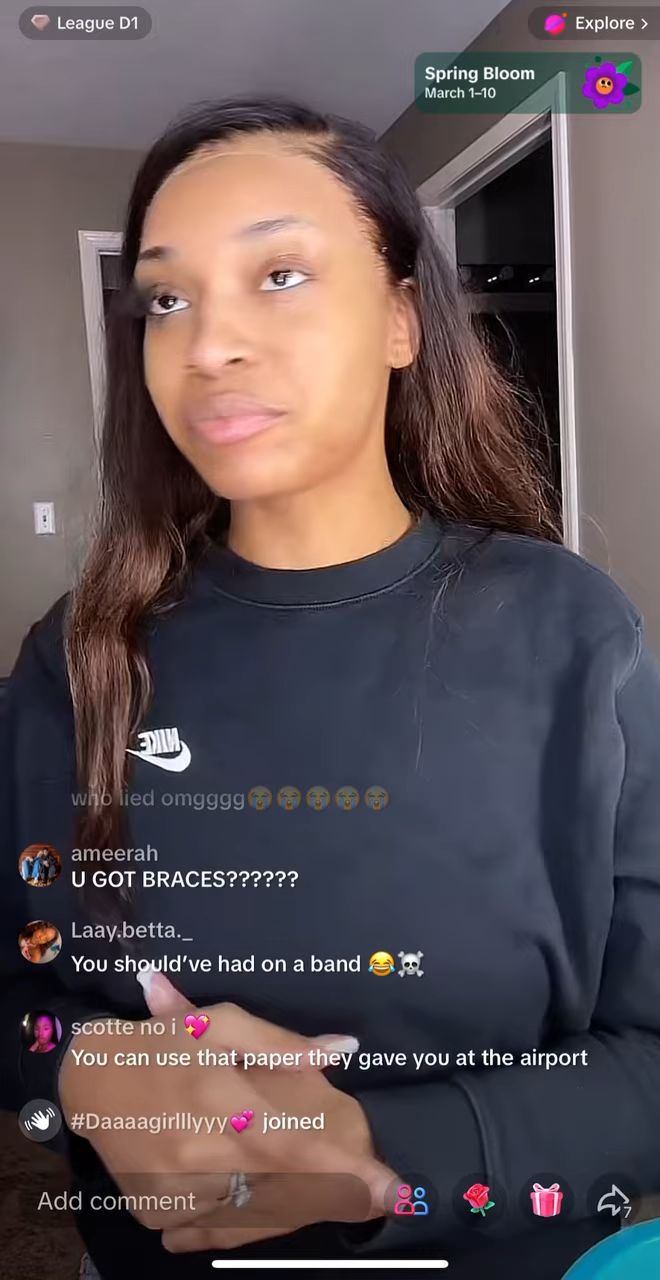 League D1
Explore >
Spring Bloom
March 1–10
NIKE
who lied omgggg😭😭😭😭😭
ameerah
U GOT BRACES??????
Laay.betta._
You should’ve had on a band 😂☠️
scotte no i 💖
You can use that paper they gave you at the airport
#Daaaagirlllyyy💞 joined
Add comment
7